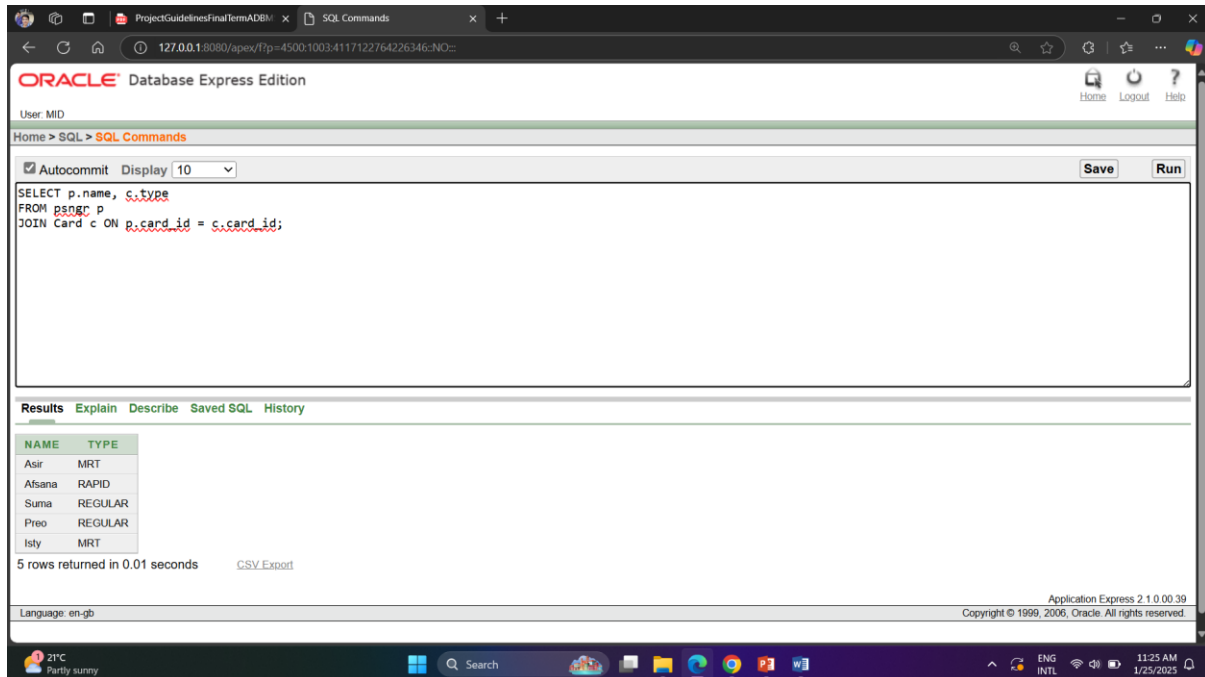 ProjectGuidelinesFinalTermADBM
SQL Commands
127.0.0.1:8080/apex/f?p=4500:1003:4117122764226346::NO:::
ORACLE Database Express Edition
Home Logout Help
User: MID
Home > SQL > SQL Commands
Autocommit Display 10 Save Run
SELECT p.name, c.type
FROM psngr p
JOIN Card c ON p.card_id = c.card_id;
Results Explain Describe Saved SQL History
NAME TYPE
Asir MRT
Afsana RAPID
Suma REGULAR
Preo REGULAR
Isty MRT
5 rows returned in 0.01 seconds CSV Export
Application Express 2.1.0.00.39
Language: en-gb Copyright © 1999, 2006, Oracle. All rights reserved.
1 21°C
Partly sunny
Search
ENG
INTL
11:25 AM
1/25/2025